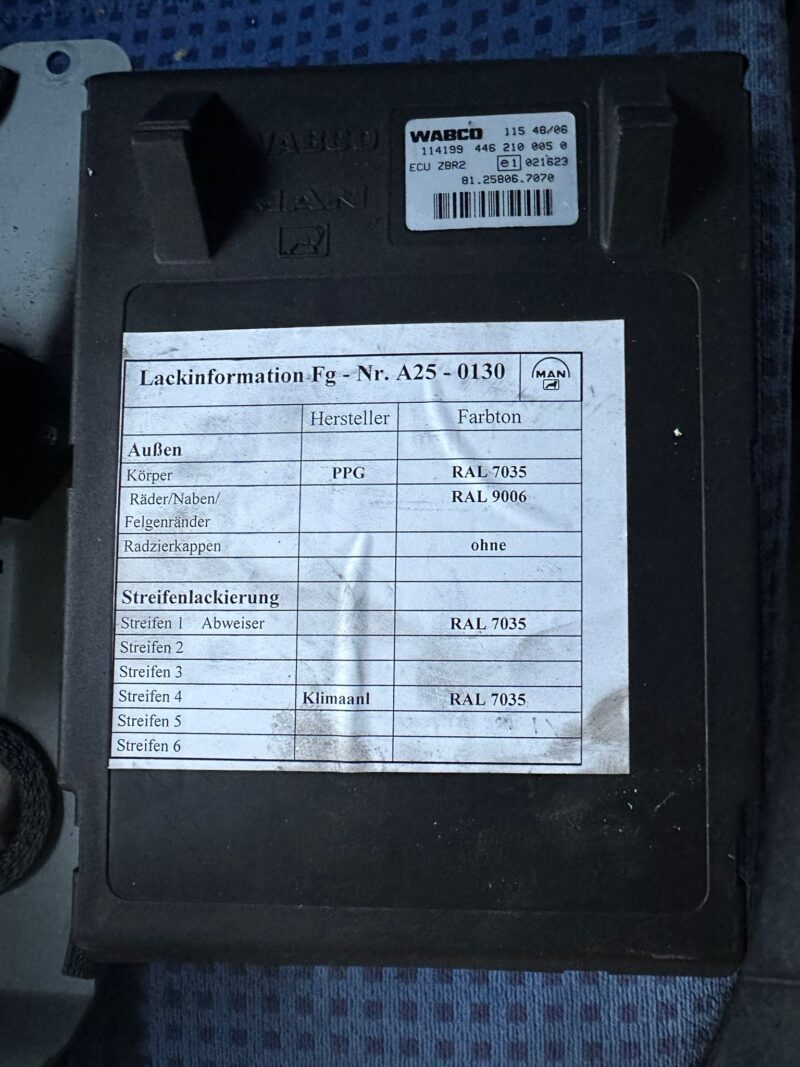 WABCO
MAN
WABCO 115 48/06
114199 446 210 005 0
ECU ZBR2 e1 021623
81.25806.7070
Lackinformation Fg - Nr. A25 - 0130 MAN
Hersteller Farbton
Außen
Körper PPG RAL 7035
Räder/Naben/ RAL 9006
Felgenränder
Radzierkappen ohne
Streifenlackierung
Streifen 1 Abweiser RAL 7035
Streifen 2
Streifen 3
Streifen 4 Klimaanl RAL 7035
Streifen 5
Streifen 6